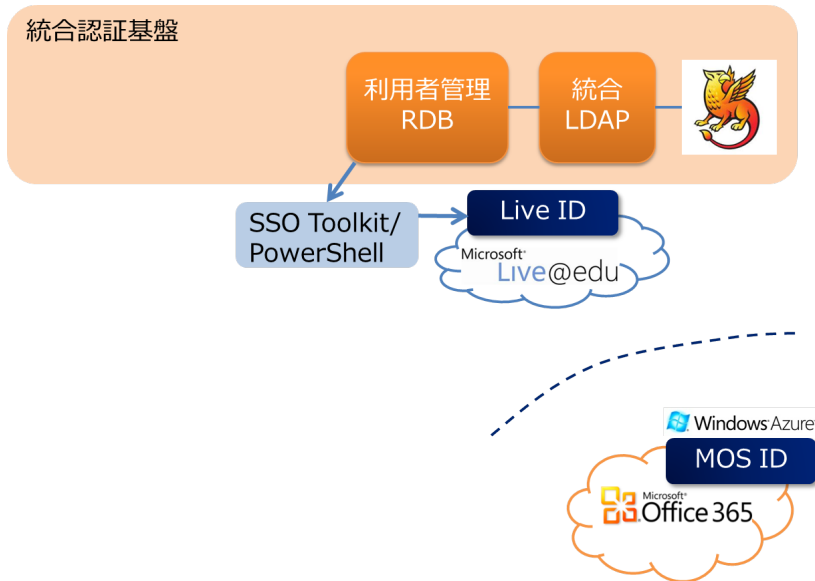 統合認証基盤
利用者管理
RDB
統合
LDAP
SSO Toolkit/
PowerShell
Live ID
Microsoft
Live@edu
Windows Azure
MOS ID
Microsoft
Office 365